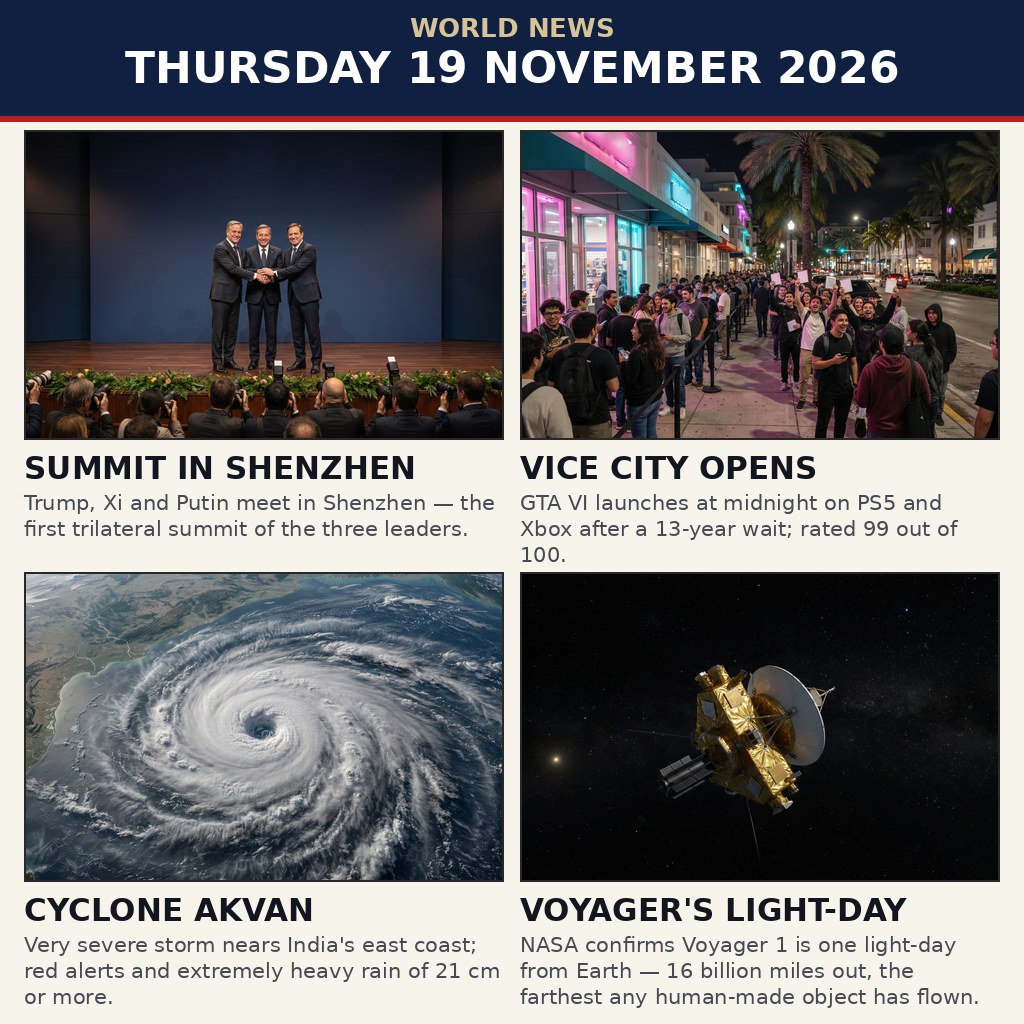 WORLD NEWS
THURSDAY 19 NOVEMBER 2026
SUMMIT IN SHENZHEN
Trump, Xi and Putin meet in Shenzhen — the
first trilateral summit of the three leaders.
VICE CITY OPENS
GTA VI launches at midnight on PS5 and
Xbox after a 13-year wait; rated 99 out of
100.
CYCLONE AKVAN
Very severe storm nears India's east coast;
red alerts and extremely heavy rain of 21 cm
or more.
VOYAGER'S LIGHT-DAY
NASA confirms Voyager 1 is one light-day
from Earth — 16 billion miles out, the
farthest any human-made object has flown.